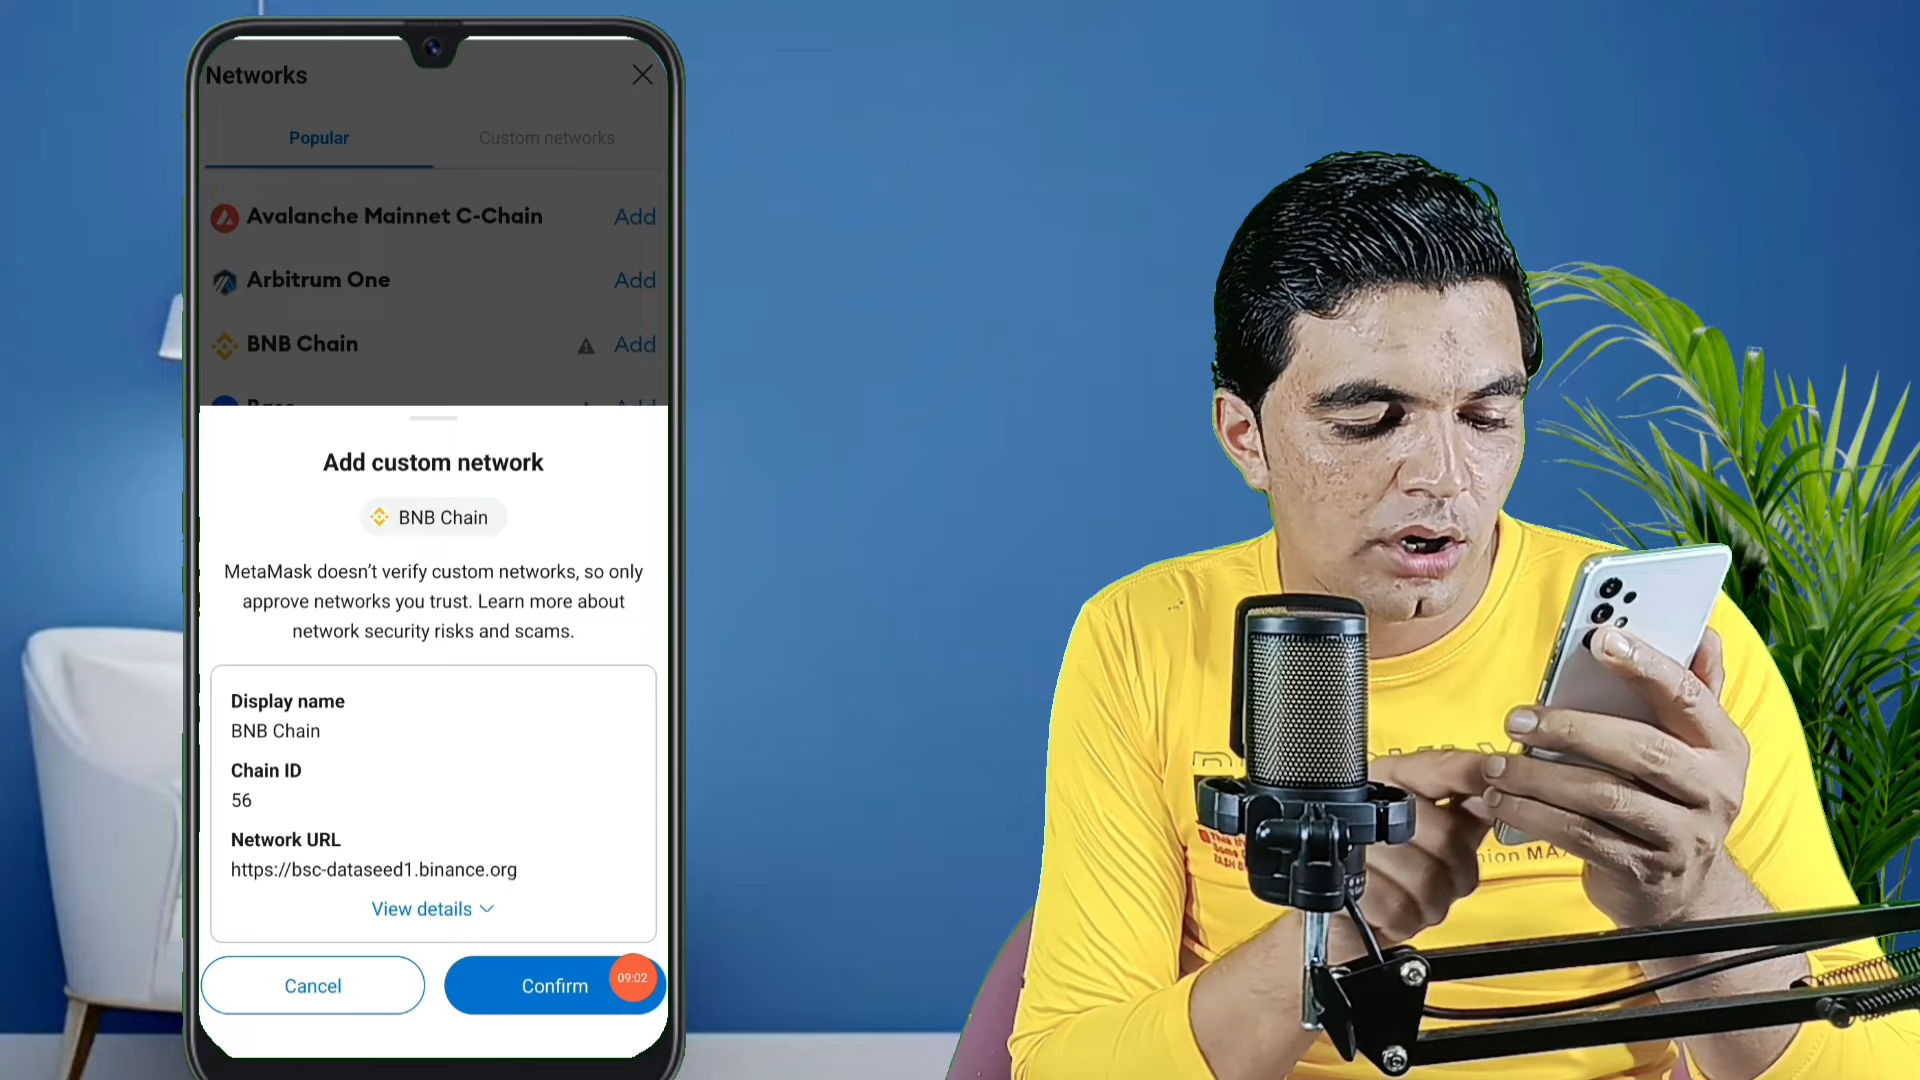 Networks
Popular
Custom networks
Avalanche Mainnet C-Chain
Add
Arbitrum One
Add
BNB Chain
Add
Base
Add
Add custom network
BNB Chain
MetaMask doesn't verify custom networks, so only
approve networks you trust. Learn more about
network security risks and scams.
Display name
BNB Chain
Chain ID
56
Network URL
https://bsc-dataseed1.binance.org
View details
Cancel
Confirm
09:02